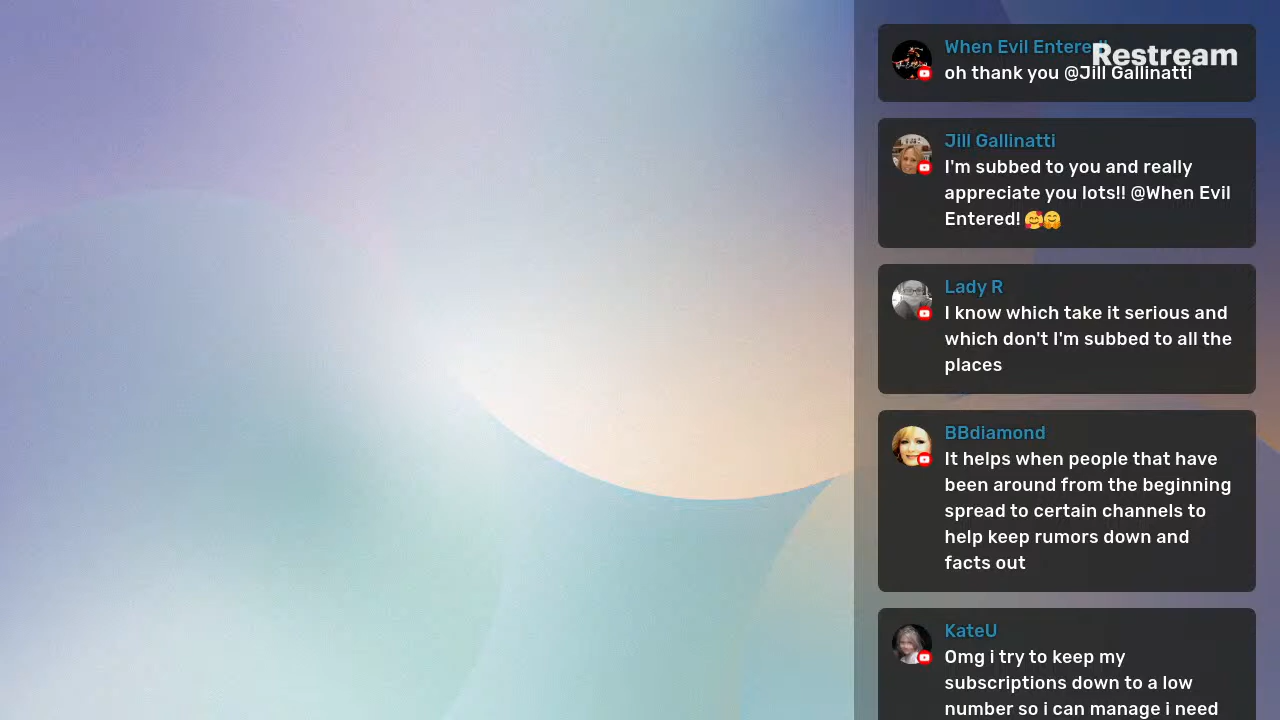 When Evil Entered!
Restream
oh thank you @Jill Gallinatti
Jill Gallinatti
I'm subbed to you and really
appreciate you lots!! @When Evil
Entered! 🥰🤗
Lady R
I know which take it serious and
which don't I'm subbed to all the
places
BBdiamond
It helps when people that have
been around from the beginning
spread to certain channels to
help keep rumors down and
facts out
KateU
Omg i try to keep my
subscriptions down to a low
number so i can manage i need